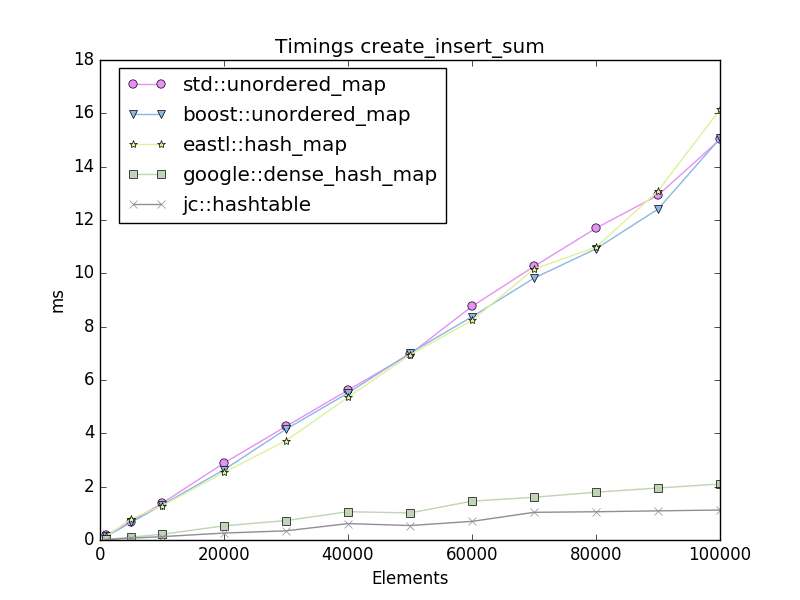 Timings create_insert_sum
18
std::unordered_map
boost::unordered_map
eastl::hash_map
google::dense_hash_map
jc::hashtable
16
14
12
10
8
6
4
2
0
ms
0
20000
40000
60000
80000
100000
Elements